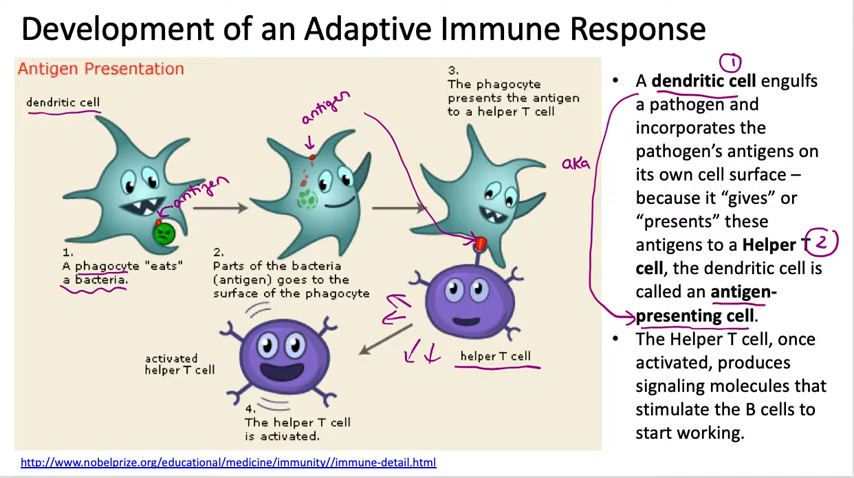 Development of an Adaptive Immune Response
Antigen Presentation
dendritic cell
antigen
antigen
1.
A phagocyte "eats"
a bacteria.
2.
Parts of the bacteria
(antigen) goes to the
surface of the phagocyte
3.
The phagocyte
presents the antigen
to a helper T cell
helper T cell
activated
helper T cell
4.
The helper T cell
is activated.
http://www.nobelprize.org/educational/medicine/immunity//immune-detail.html
1
• A dendritic cell engulfs
a pathogen and
incorporates the
pathogen's antigens on
its own cell surface –
because it "gives" or
"presents" these
antigens to a Helper T 2
cell, the dendritic cell is
called an antigen-
presenting cell.
aka
• The Helper T cell, once
activated, produces
signaling molecules that
stimulate the B cells to
start working.